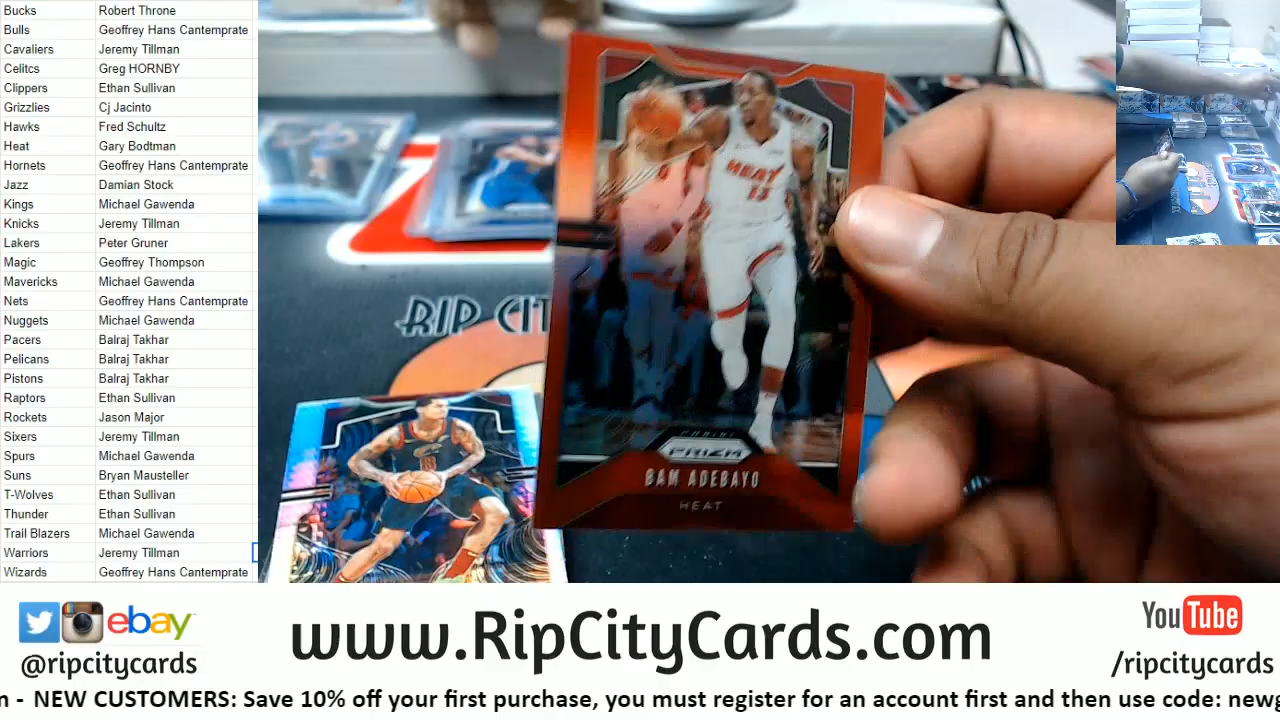 Bucks Robert Throne
Bulls Geoffrey Hans Cantemprate
Cavaliers Jeremy Tillman
Celitcs Greg HORNBY
Clippers Ethan Sullivan
Grizzlies Cj Jacinto
Hawks Fred Schultz
Heat Gary Bodtman
Hornets Geoffrey Hans Cantemprate
Jazz Damian Stock
Kings Michael Gawenda
Knicks Jeremy Tillman
Lakers Peter Gruner
Magic Geoffrey Thompson
Mavericks Michael Gawenda
Nets Geoffrey Hans Cantemprate
Nuggets Michael Gawenda
Pacers Balraj Takhar
Pelicans Balraj Takhar
Pistons Balraj Takhar
Raptors Ethan Sullivan
Rockets Jason Major
Sixers Jeremy Tillman
Spurs Michael Gawenda
Suns Bryan Mausteller
T-Wolves Ethan Sullivan
Thunder Ethan Sullivan
Trail Blazers Michael Gawenda
Warriors Jeremy Tillman
Wizards Geoffrey Hans Cantemprate
RIP CIT
HEAT
13
PANINI
PRIZM
BAM ADEBAYO
HEAT
ebay
@ripcitycards
www.RipCityCards.com
YouTube
/ripcitycards
n - NEW CUSTOMERS: Save 10% off your first purchase, you must register for an account first and then use code: newg